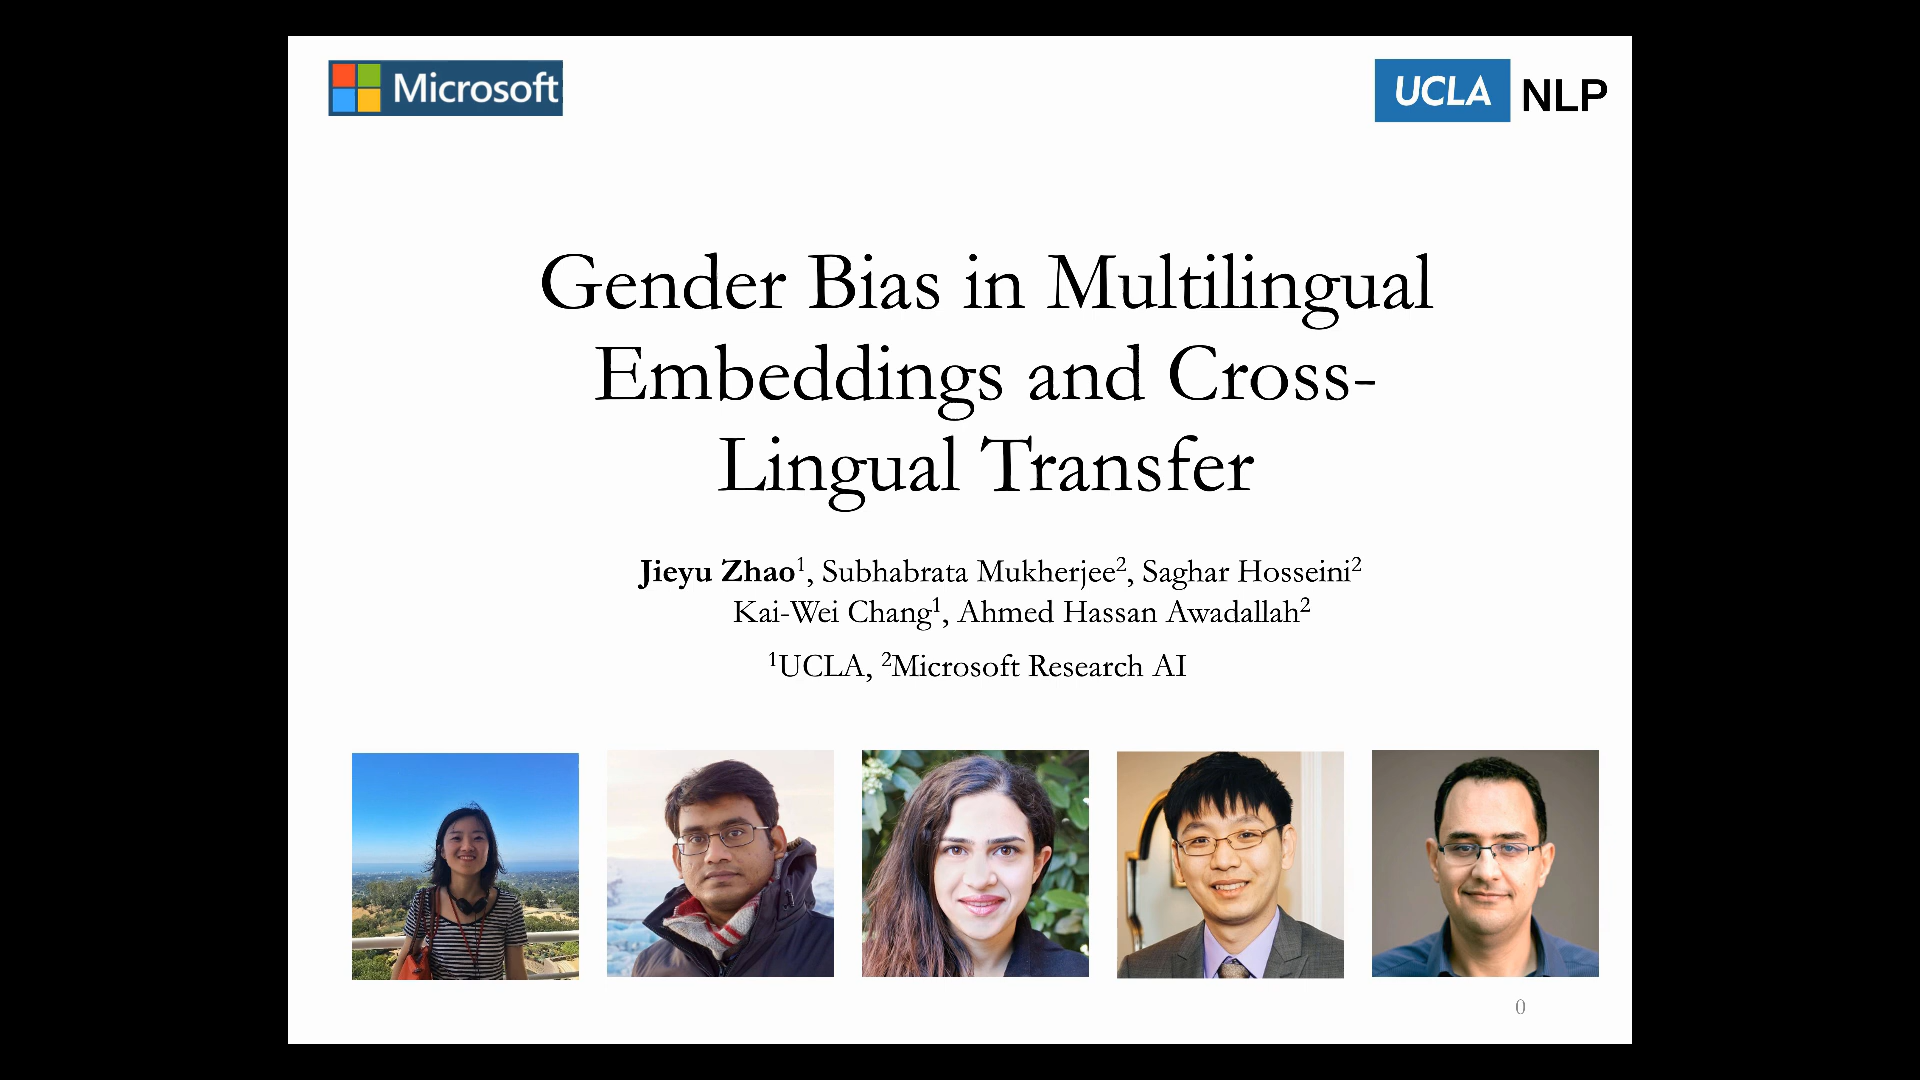 Microsoft
UCLA NLP
Gender Bias in Multilingual
Embeddings and Cross-
Lingual Transfer
Jieyu Zhao¹, Subhabrata Mukherjee², Saghar Hosseini²
Kai-Wei Chang¹, Ahmed Hassan Awadallah²
¹UCLA, ²Microsoft Research AI
0